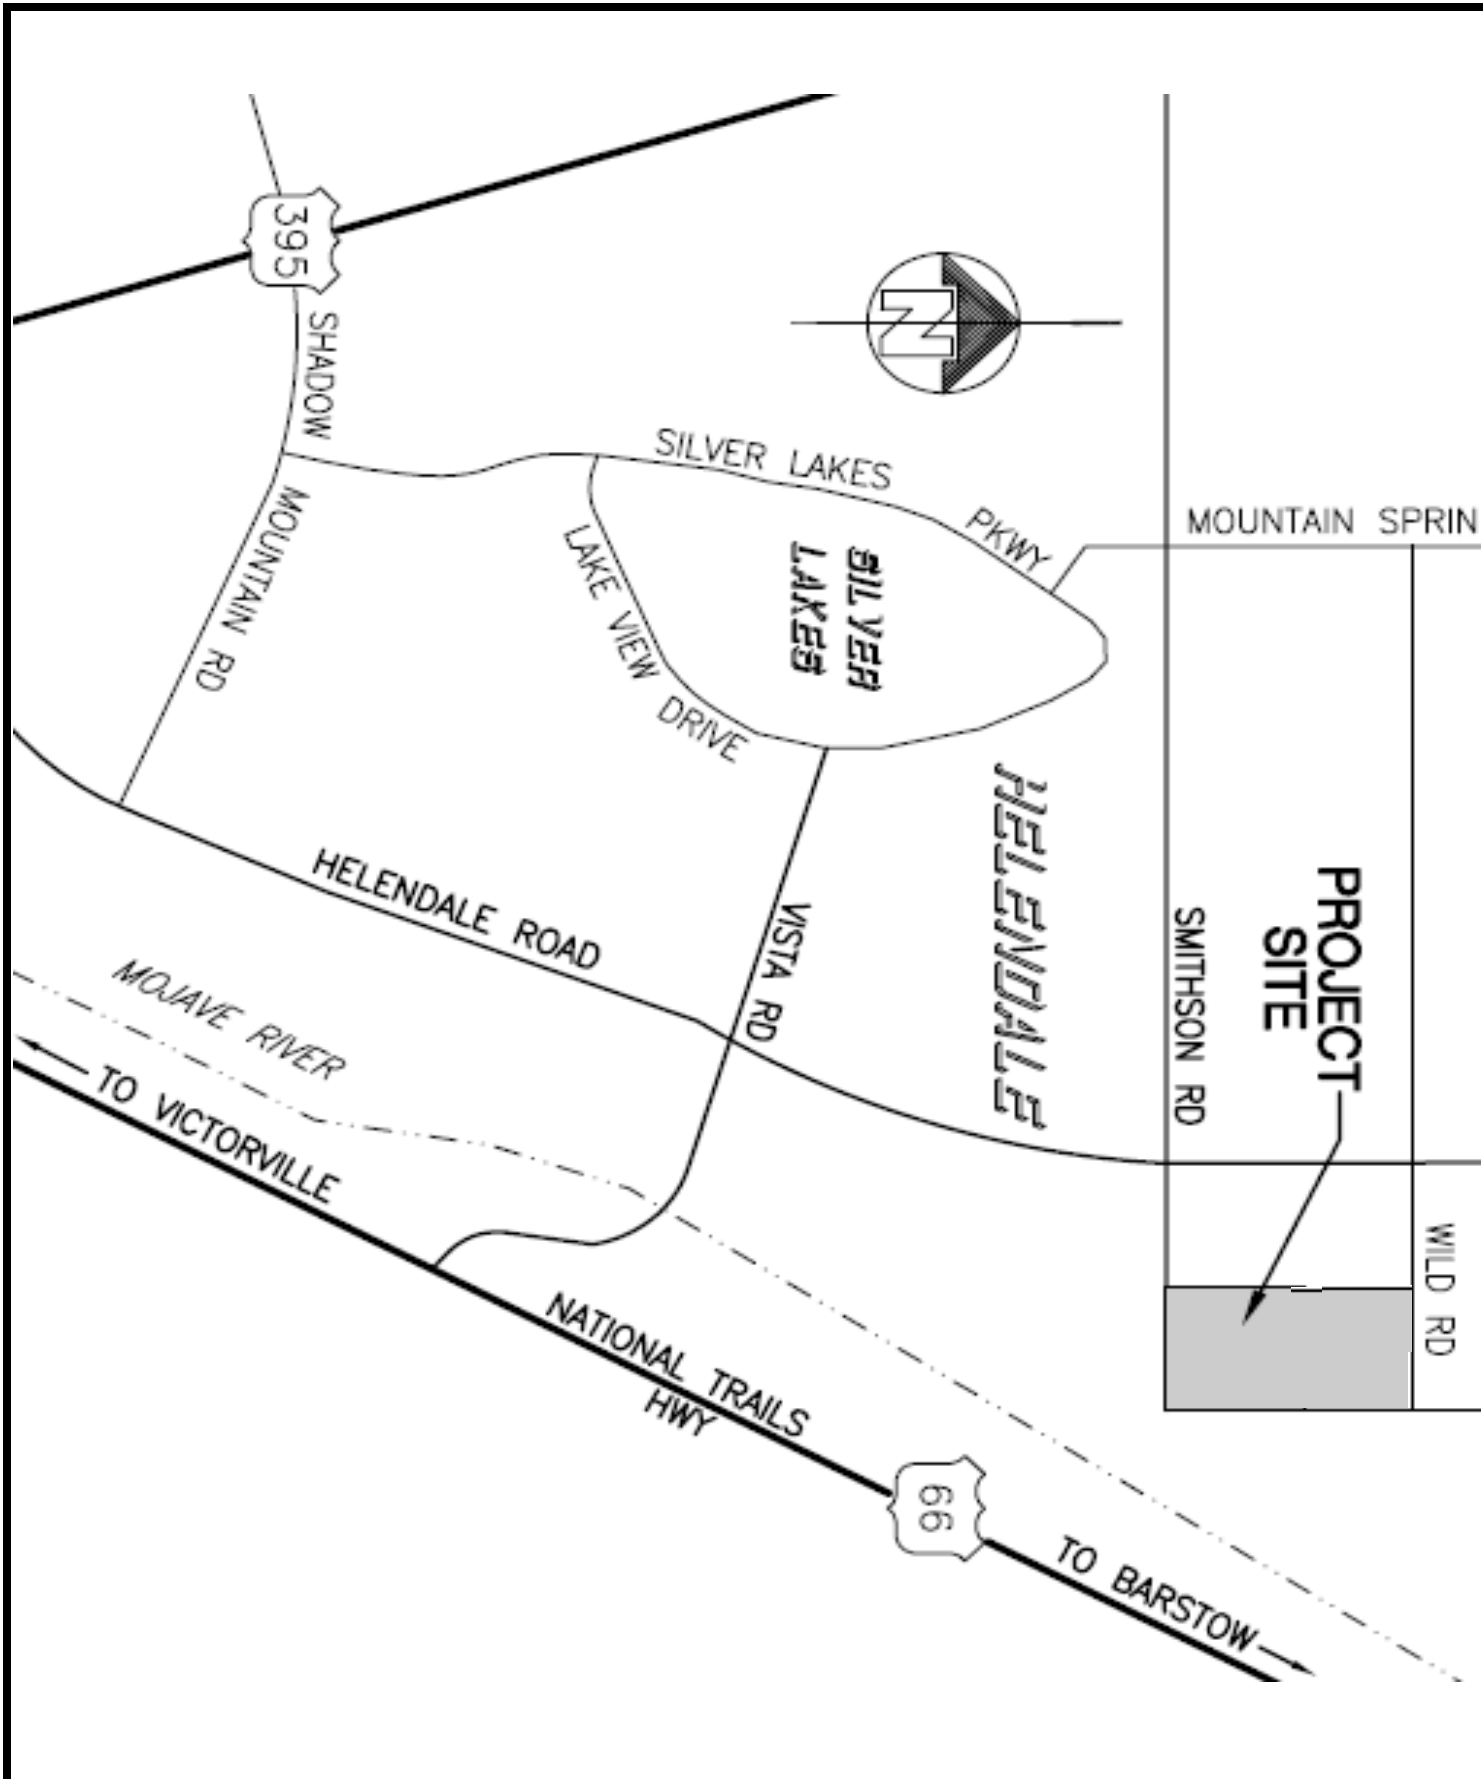 395
SHADOW
MOUNTAIN RD
SILVER LAKES
PKWY
MOUNTAIN SPRIN
LAKE VIEW DRIVE
SILVER
LAKES
N
HELENDALE
VISTA RD
HELENDALE ROAD
SMITHSON RD
PROJECT
SITE
WILD RD
MOJAVE RIVER
TO VICTORVILLE
NATIONAL TRAILS
HWY
66
TO BARSTOW